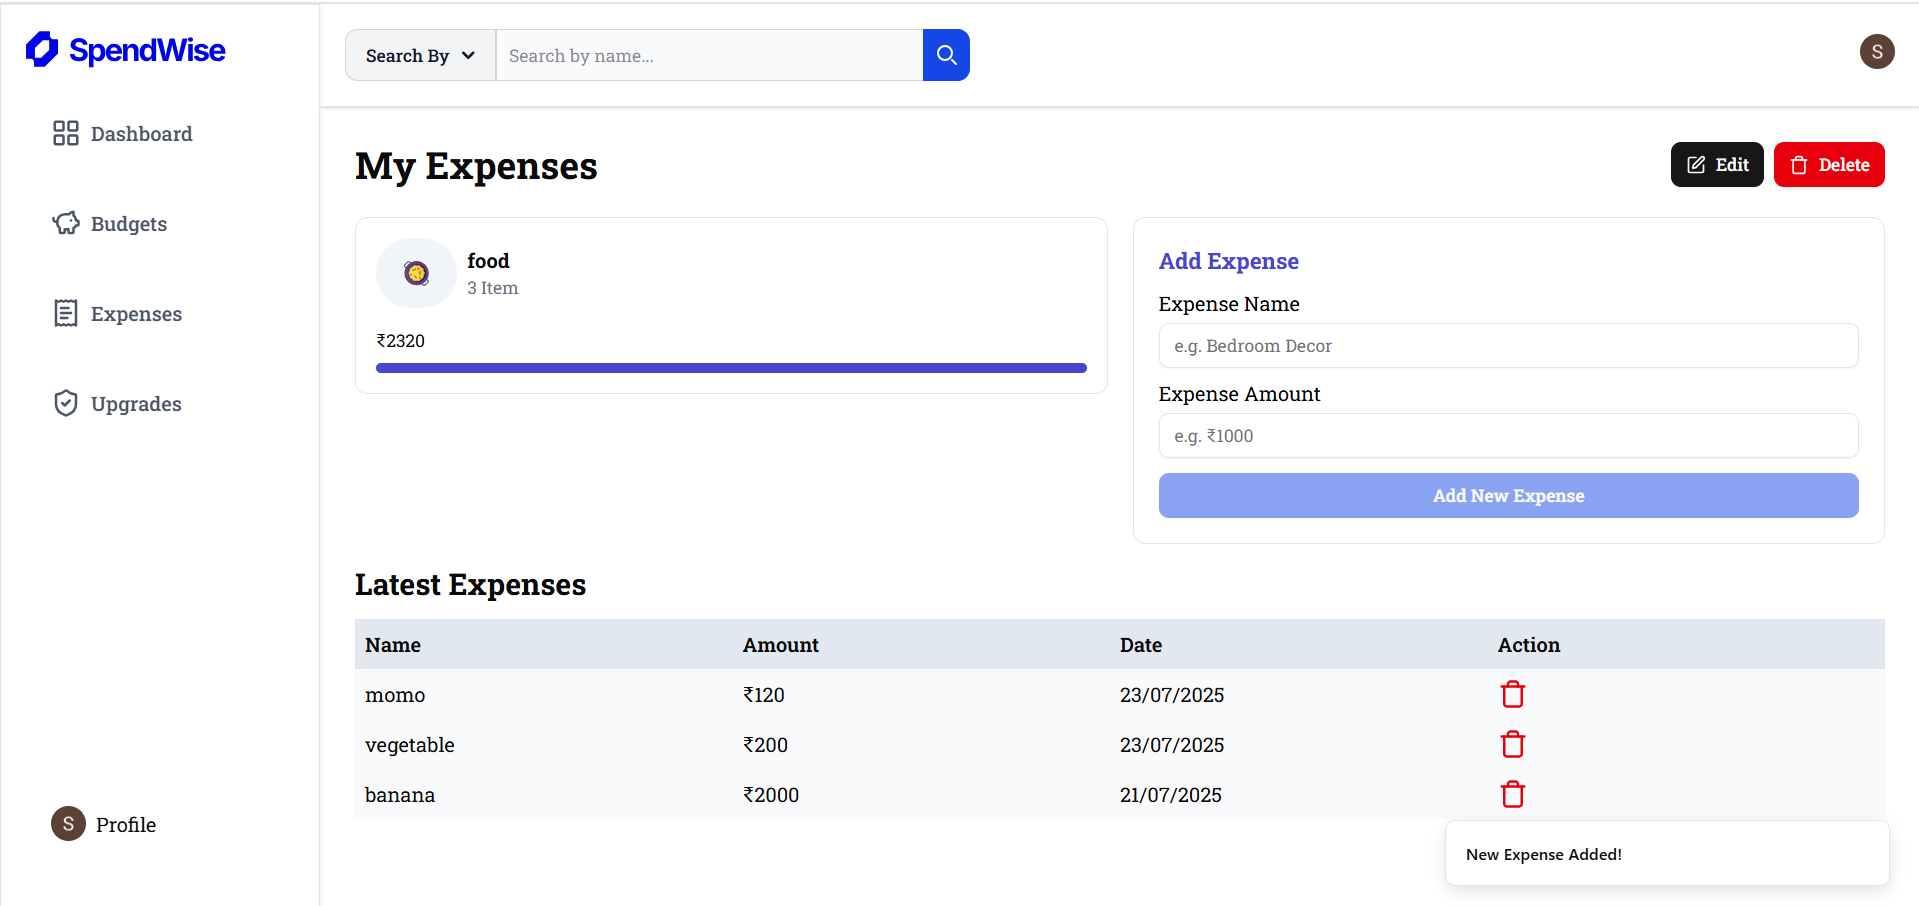 SpendWise
Search By
Search by name...
S
Dashboard
Budgets
Expenses
Upgrades
S Profile
My Expenses
Edit
Delete
food
3 Item
₹2320
Add Expense
Expense Name
e.g. Bedroom Decor
Expense Amount
e.g. ₹1000
Add New Expense
Latest Expenses
Name Amount Date Action
momo ₹120 23/07/2025
vegetable ₹200 23/07/2025
banana ₹2000 21/07/2025
New Expense Added!